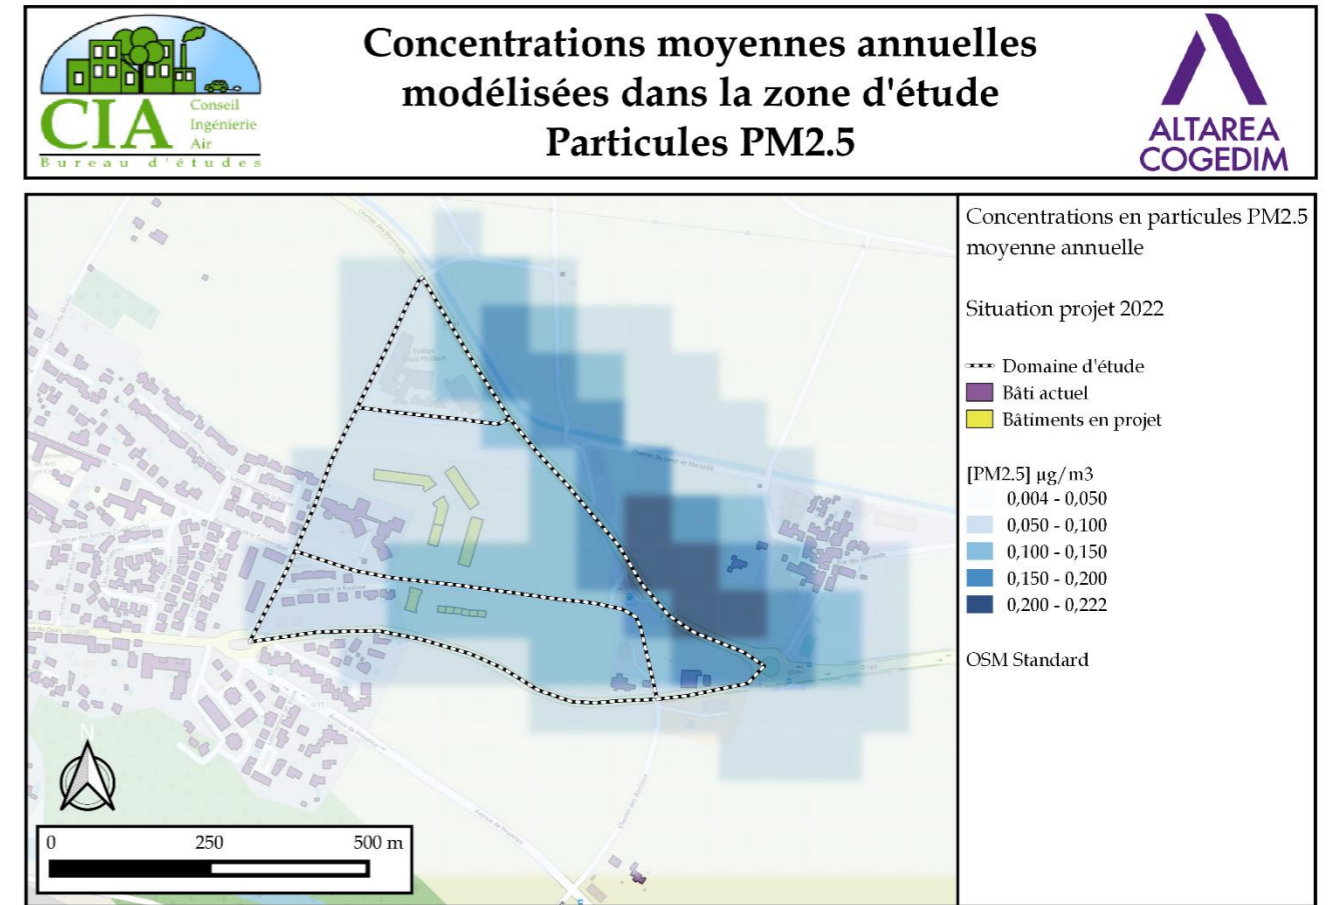 CIA
Conseil
Ingénierie
Air
Bureau d'études
Concentrations moyennes annuelles
modélisées dans la zone d'étude
Particules PM2.5
ALTAREA
COGEDIM
Concentrations en particules PM2.5
moyenne annuelle
Situation projet 2022
Domaine d'étude
Bâti actuel
Bâtiments en projet
[PM2.5] µg/m3
0,004 - 0,050
0,050 - 0,100
0,100 - 0,150
0,150 - 0,200
0,200 - 0,222
OSM Standard
N
0 250 500 m